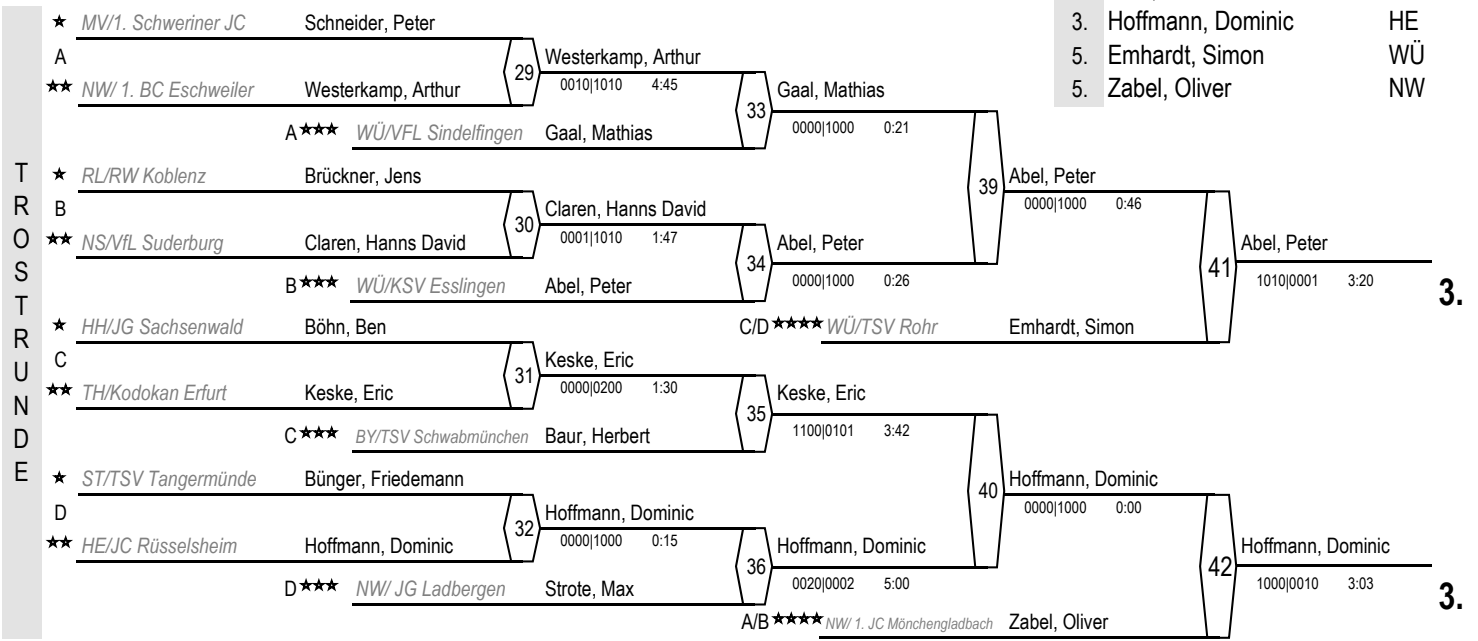 3. Hoffmann, Dominic HE
5. Emhardt, Simon WÜ
5. Zabel, Oliver NW
TROSTRUNDE
MV/1. Schweriner JC Schneider, Peter
A
29 Westerkamp, Arthur
0010|1010 4:45
NW/ 1. BC Eschweiler Westerkamp, Arthur
33 Gaal, Mathias
0000|1000 0:21
A WÜ/VFL Sindelfingen Gaal, Mathias
RL/RW Koblenz Brückner, Jens
39 Abel, Peter
0000|1000 0:46
B
30 Claren, Hanns David
0001|1010 1:47
NS/VfL Suderburg Claren, Hanns David
34 Abel, Peter
0000|1000 0:26
41 Abel, Peter
1010|0001 3:20
3.
B WÜ/KSV Esslingen Abel, Peter
HH/JG Sachsenwald Böhn, Ben
C/D WÜ/TSV Rohr Emhardt, Simon
C
31 Keske, Eric
0000|0200 1:30
TH/Kodokan Erfurt Keske, Eric
35 Keske, Eric
1100|0101 3:42
C BY/TSV Schwabmünchen Baur, Herbert
ST/TSV Tangermünde Bünger, Friedemann
40 Hoffmann, Dominic
0000|1000 0:00
D
32 Hoffmann, Dominic
0000|1000 0:15
HE/JC Rüsselsheim Hoffmann, Dominic
36 Hoffmann, Dominic
0020|0002 5:00
42 Hoffmann, Dominic
1000|0010 3:03
3.
D NW/ JG Ladbergen Strote, Max
A/B NW/ 1. JC Mönchengladbach Zabel, Oliver